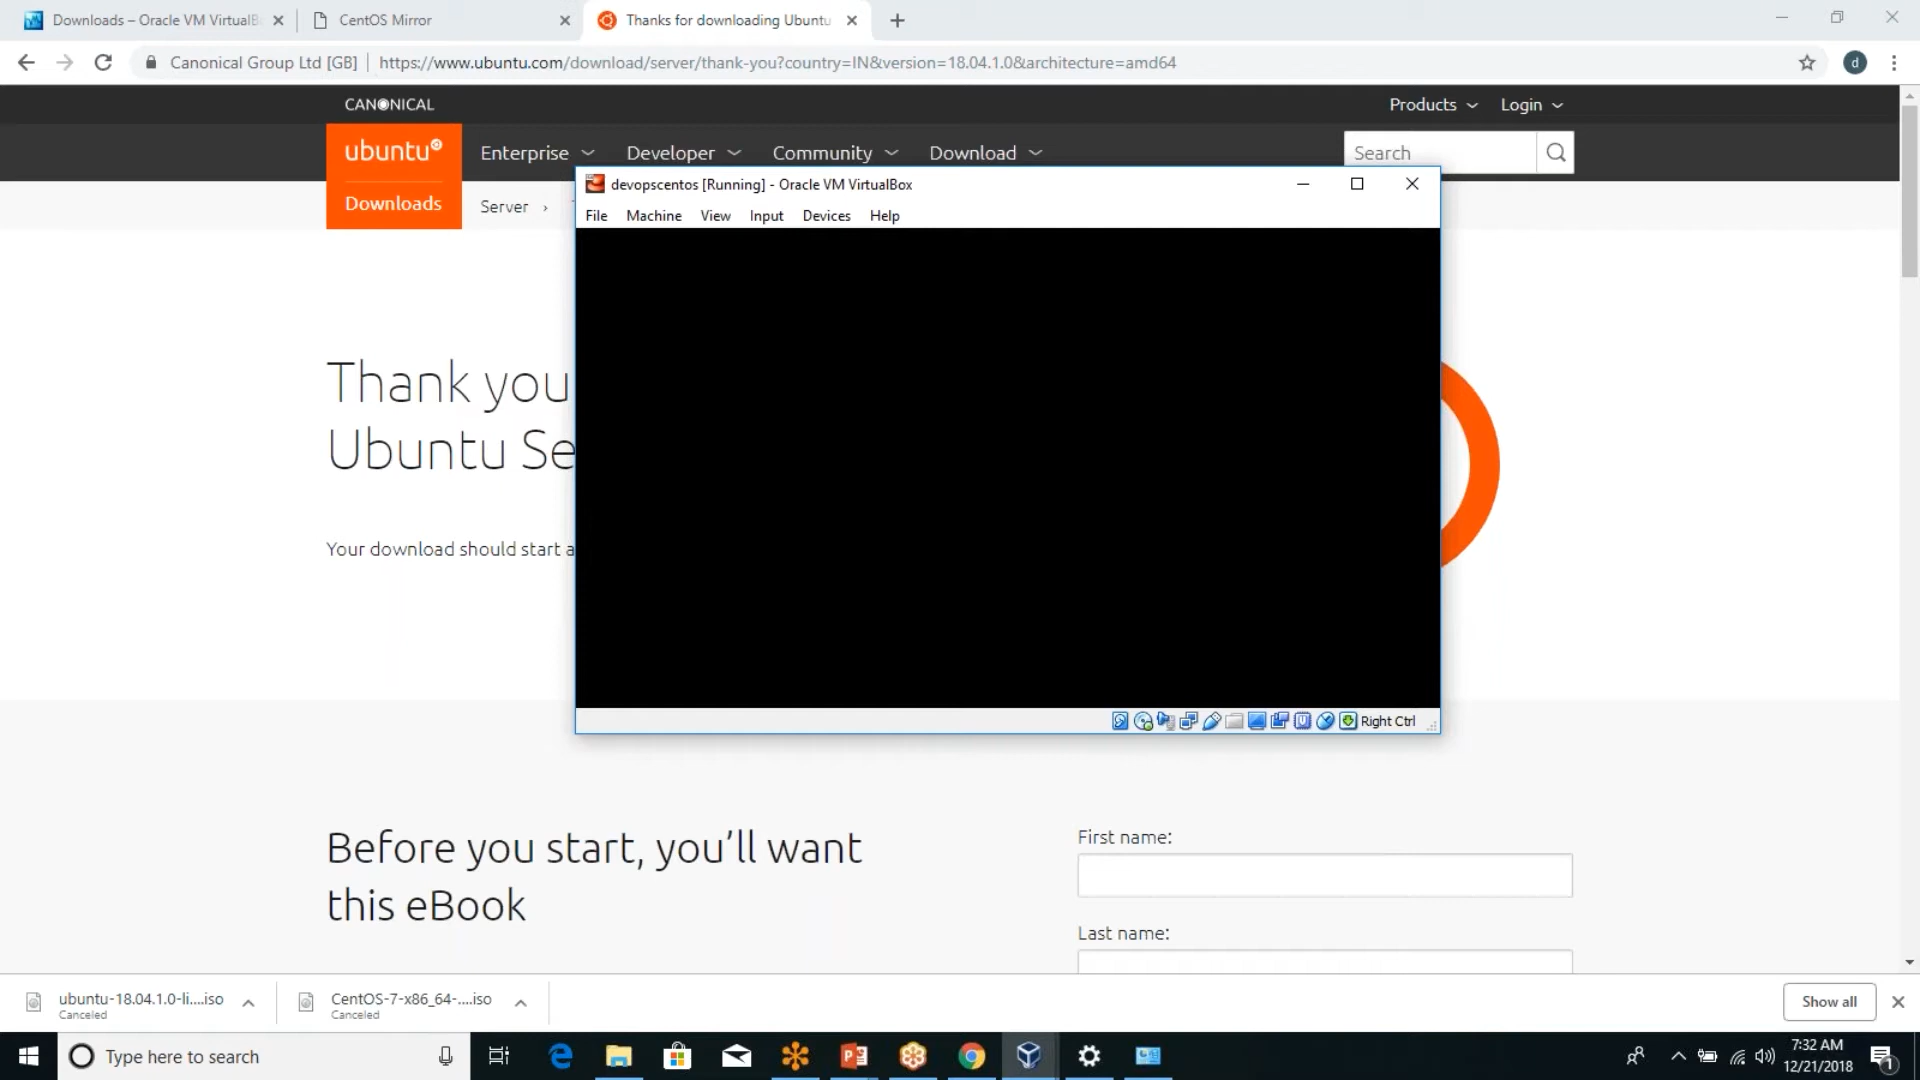 Downloads – Oracle VM VirtualB
CentOS Mirror
Thanks for downloading Ubuntu
Canonical Group Ltd [GB]
https://www.ubuntu.com/download/server/thank-you?country=IN&version=18.04.1.0&architecture=amd64
d
CANONICAL
Products
Login
ubuntu
Enterprise
Developer
Community
Download
Search
Downloads
Server
devopscentos [Running] - Oracle VM VirtualBox
File Machine View Input Devices Help
Thank you
Ubuntu Se
Your download should start a
Right Ctrl
Before you start, you'll want
this eBook
First name:
Last name:
ubuntu-18.04.1.0-li....iso
Canceled
CentOS-7-x86_64-....iso
Canceled
Show all
Type here to search
7:32 AM
12/21/2018
1